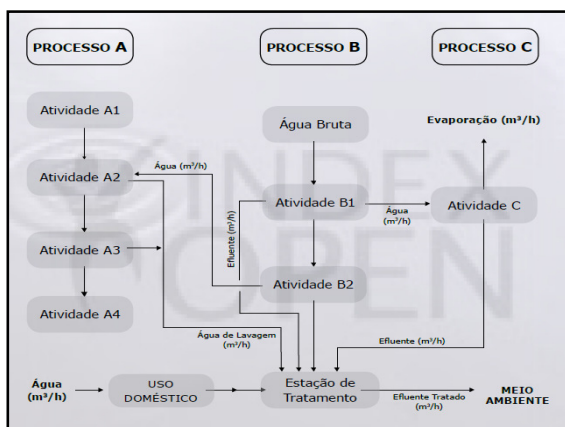 PROCESSO A
PROCESSO B
PROCESSO C
Atividade A1
Água Bruta
Evaporação (m³/h)
Água (m³/h)
Atividade A2
Atividade B1
Água
(m³/h)
Atividade C
Efluente (m³/h)
Atividade A3
Atividade B2
Atividade A4
Água de Lavagem
(m³/h)
Efluente (m³/h)
Água
(m³/h)
USO
DOMÉSTICO
Estação de
Tratamento
Efluente Tratado
(m³/h)
MEIO
AMBIENTE
INDEX
OPEN